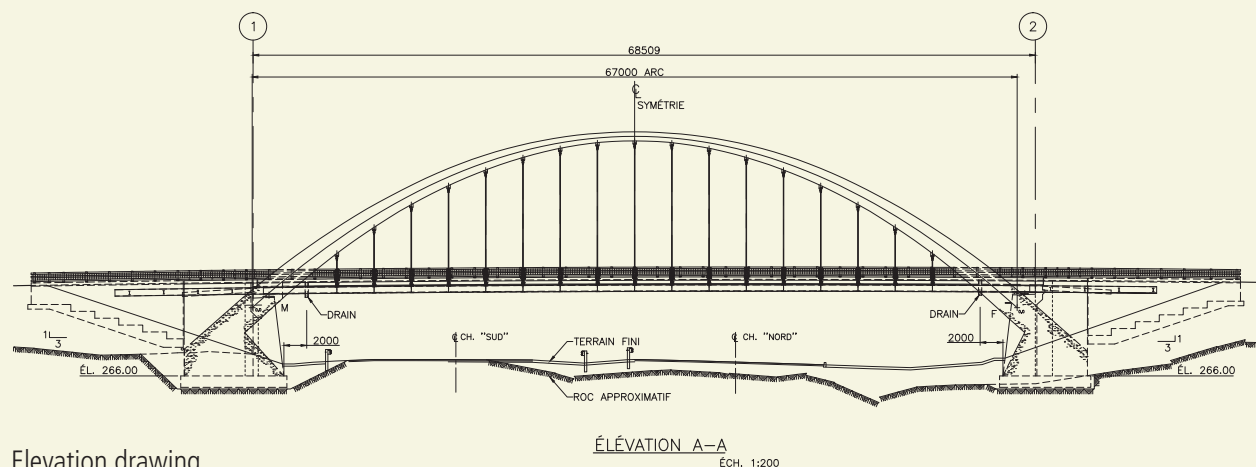 1
2
68509
67000 ARC
℄
SYMÉTRIE
M
DRAIN
DRAIN
F
2000
℄ CH. "SUD"
TERRAIN FINI
℄ CH. "NORD"
2000
1
3
1
3
ÉL. 266.00
ÉL. 266.00
ROC APPROXIMATIF
ÉLÉVATION A-A
ÉCH. 1:200
Elevation drawing